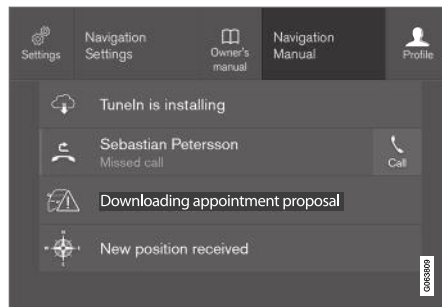 Settings
Navigation
Settings
Owner's
manual
Navigation
Manual
Profile
TuneIn is installing
Sebastian Petersson
Missed call
Call
Downloading appointment proposal
New position received
G063809